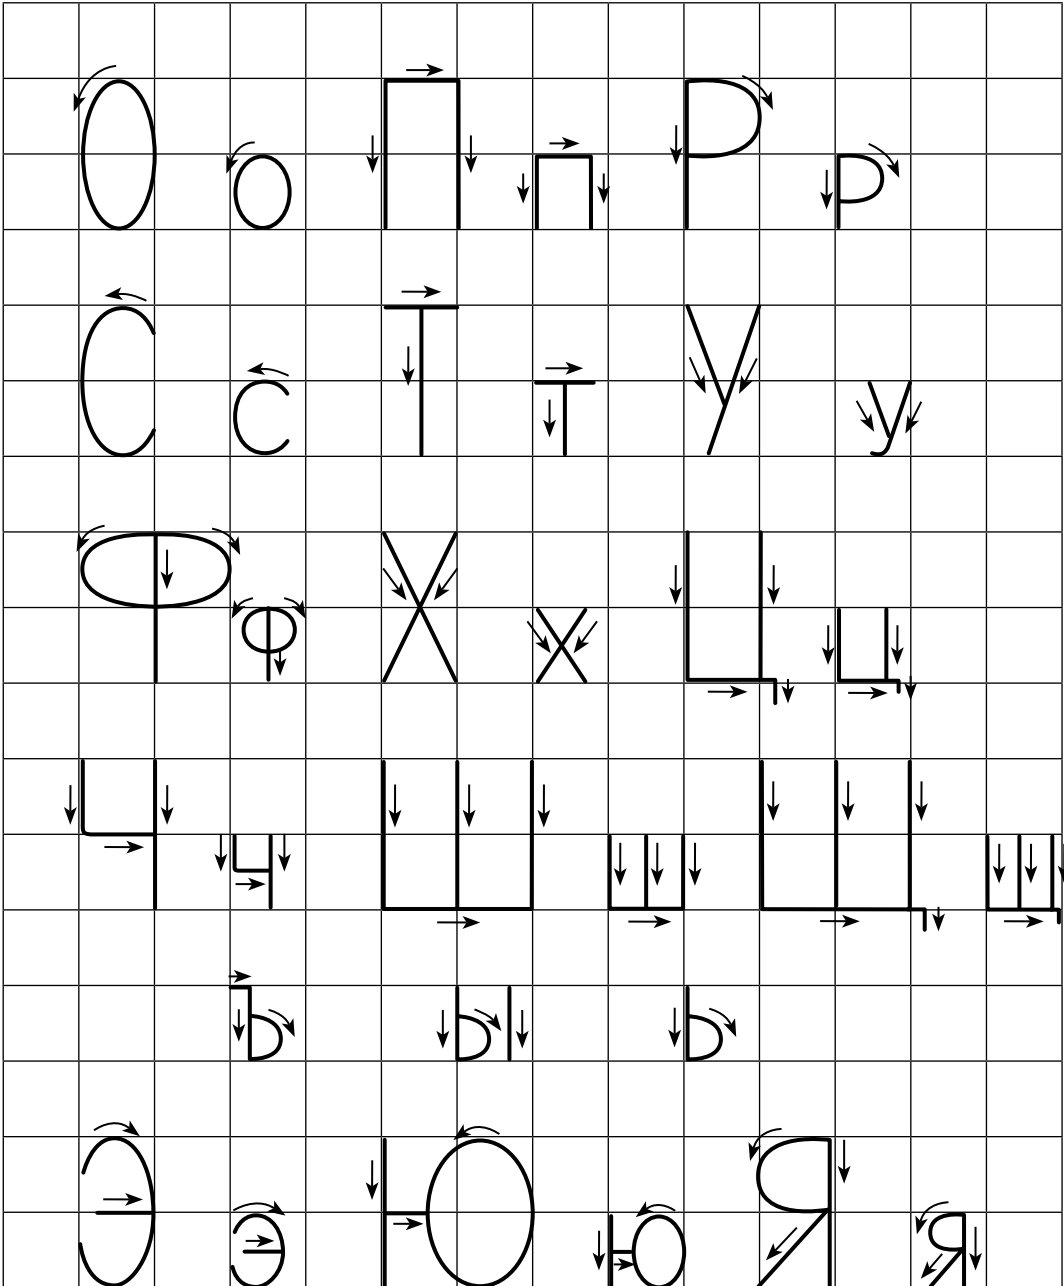 О о П п Р р
С с Т т У у
Ф ф Х х Ц ц
Ч ч Ш ш Щ щ
ъ ы ь
Э э Ю ю Я я